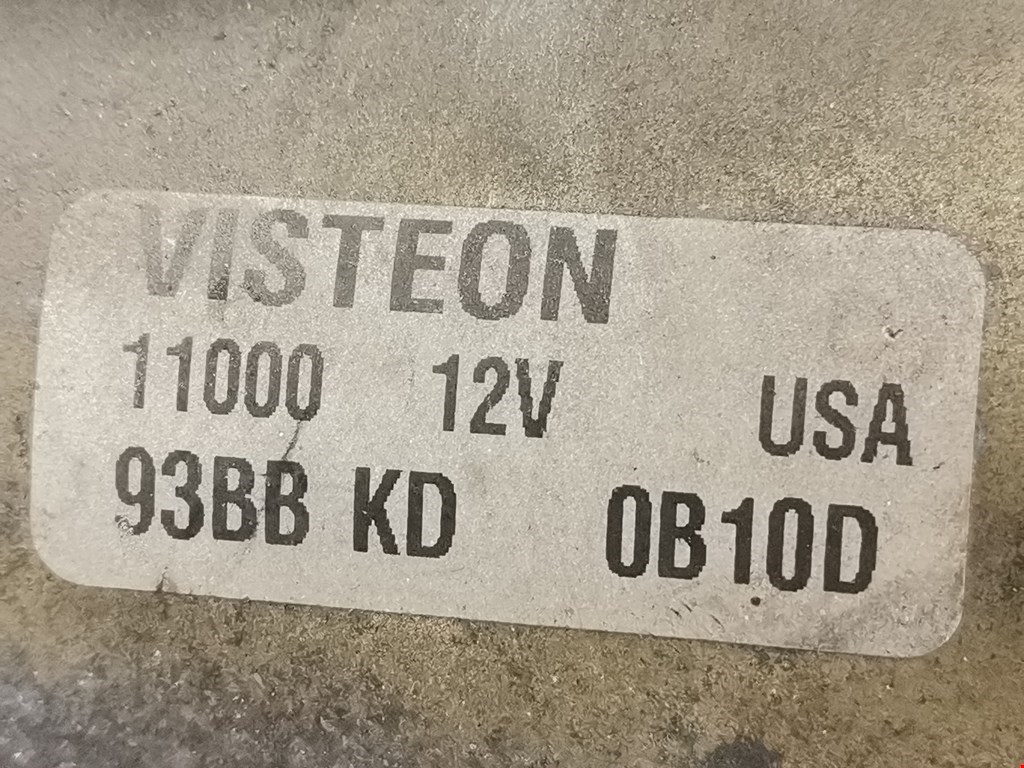 VISTEON
11000 12V USA
93BB KD 0B10D